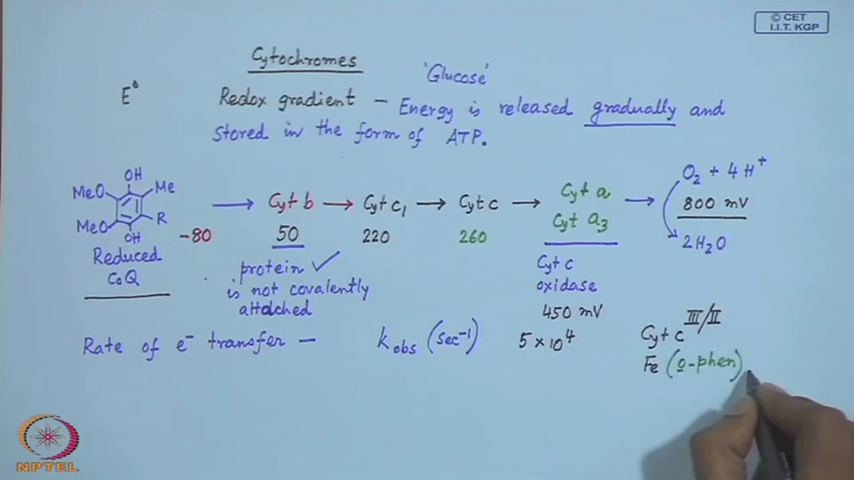 © CET
I.I.T. KGP
Cytochromes
'Glucose'
E°
Redox gradient - Energy is released gradually and
stored in the form of ATP.
OH
MeO
Me
MeO
R
OH
Reduced
CoQ
-80
Cyt b
50
protein ✓
is not covalently
attached
Cyt c₁
220
Cyt c
260
Cyt a
Cyt a₃
Cyt c
oxidase
450 mV
O₂ + 4H⁺
800 mV
2H₂O
Rate of e⁻ transfer — k obs (sec⁻¹) 5 × 10⁴
Cyt c III/II
Fe (o-phen)
NPTEL